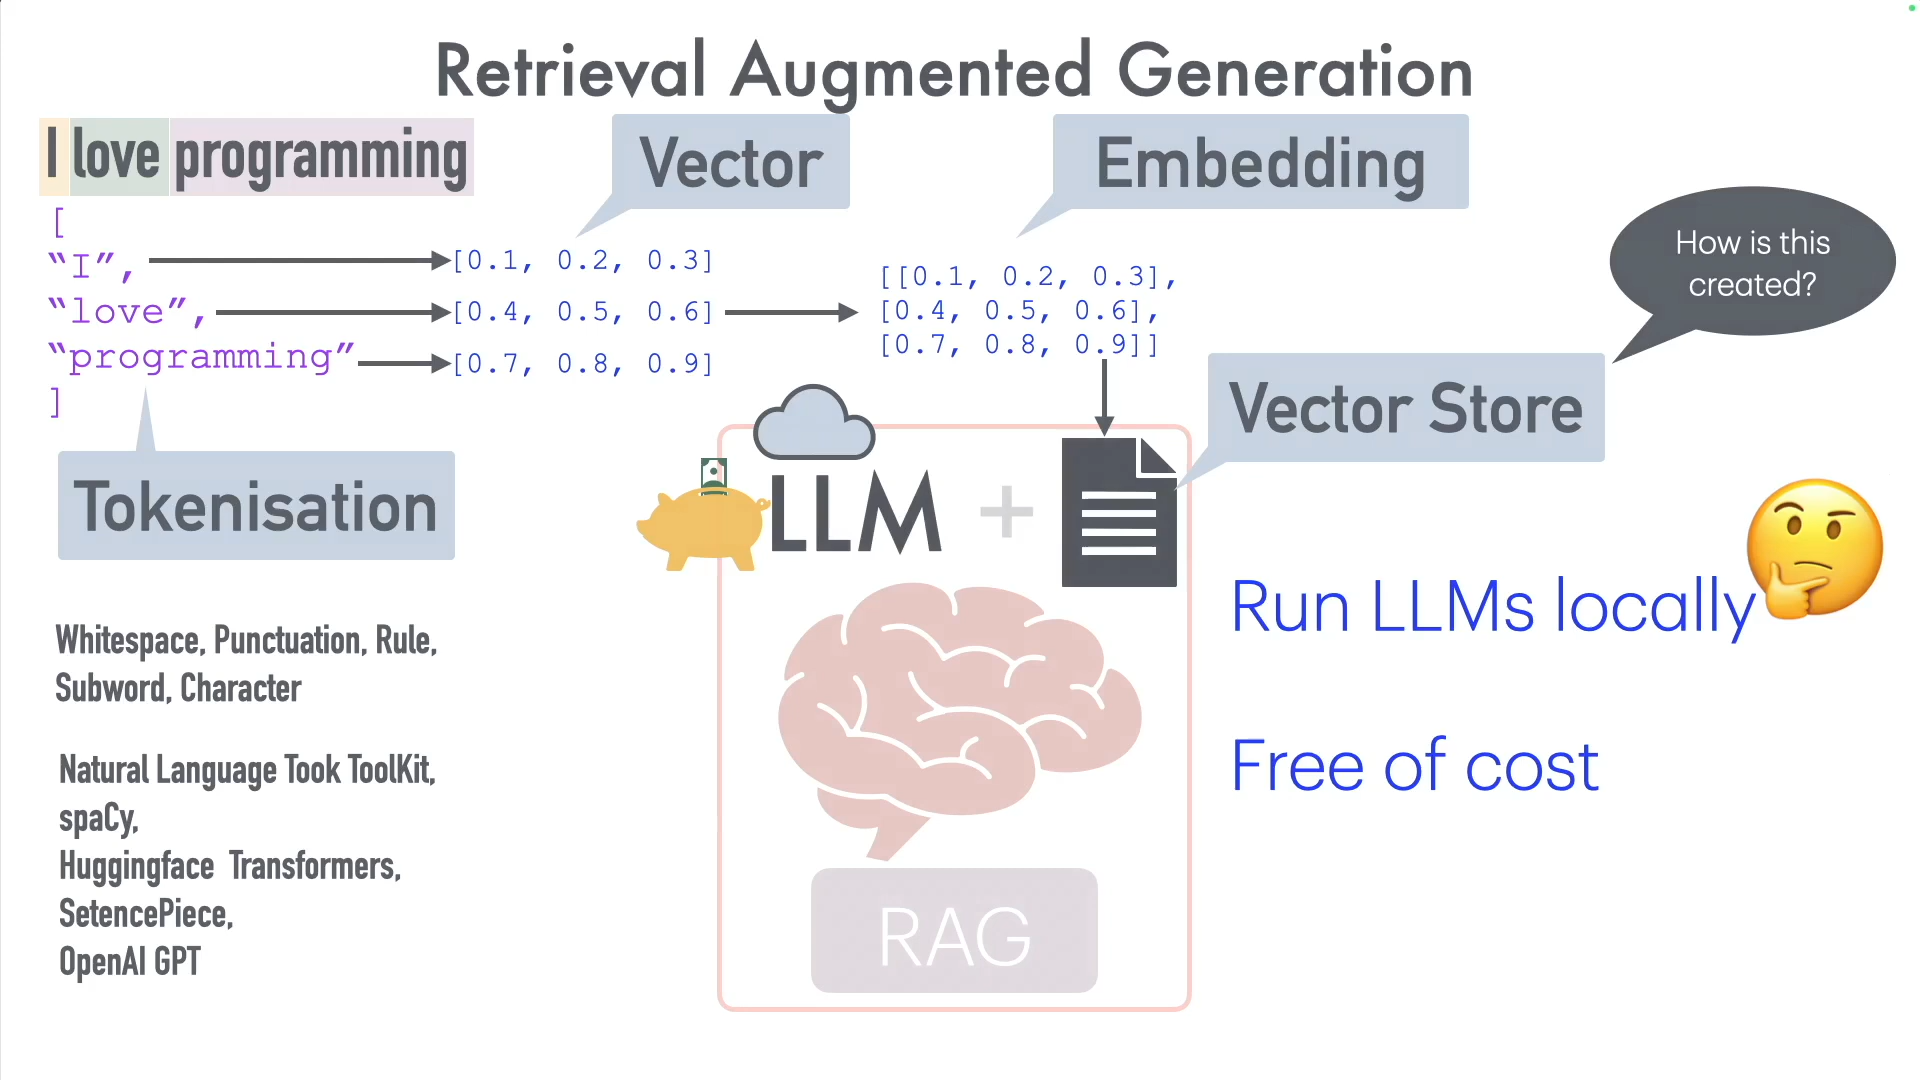 Retrieval Augmented Generation
I love programming
Vector
Embedding
How is this
created?
[
“I”,
“love”,
“programming”
]
[0.1, 0.2, 0.3]
[0.4, 0.5, 0.6]
[0.7, 0.8, 0.9]
[[0.1, 0.2, 0.3],
[0.4, 0.5, 0.6],
[0.7, 0.8, 0.9]]
Vector Store
Tokenisation
LLM +
Run LLMs locally
Free of cost
Whitespace, Punctuation, Rule,
Subword, Character
Natural Language Took ToolKit,
spaCy,
Huggingface Transformers,
SetencePiece,
OpenAI GPT
RAG